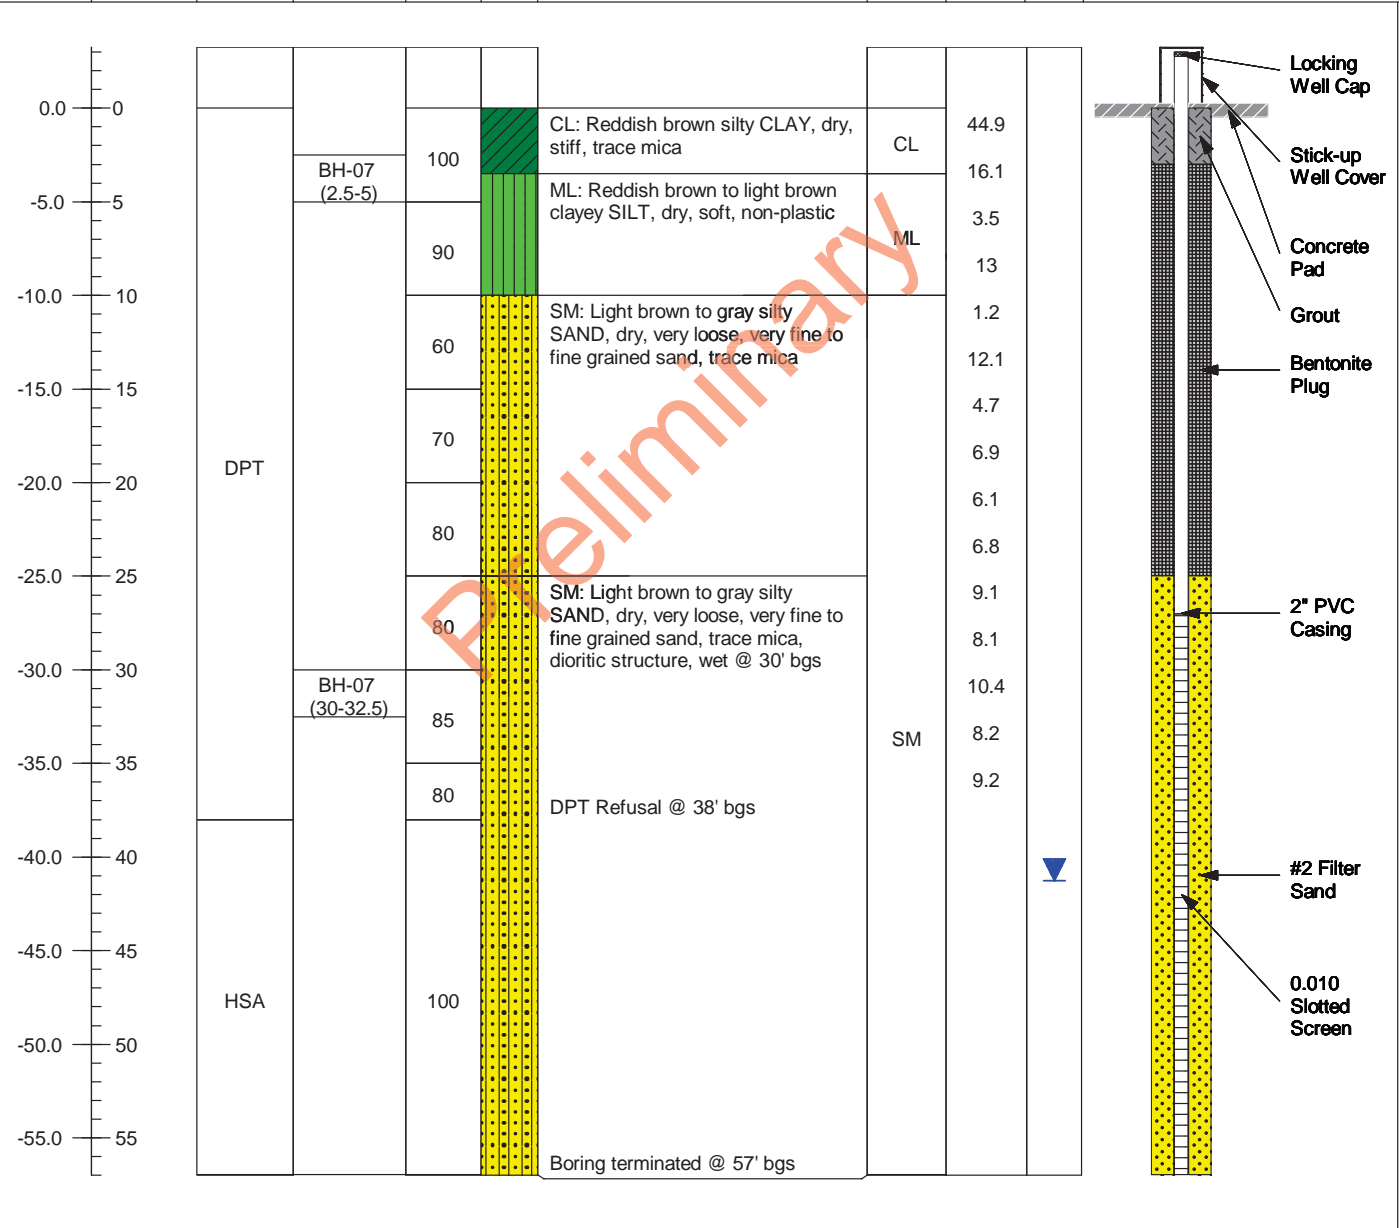 0.0
0
-5.0
5
-10.0
10
-15.0
15
-20.0
20
-25.0
25
-30.0
30
-35.0
35
-40.0
40
-45.0
45
-50.0
50
-55.0
55
DPT
HSA
BH-07
(2.5-5)
BH-07
(30-32.5)
100
90
60
70
80
80
85
80
100
CL: Reddish brown silty CLAY, dry,
stiff, trace mica
ML: Reddish brown to light brown
clayey SILT, dry, soft, non-plastic
SM: Light brown to gray silty
SAND, dry, very loose, very fine to
fine grained sand, trace mica
SM: Light brown to gray silty
SAND, dry, very loose, very fine to
fine grained sand, trace mica,
dioritic structure, wet @ 30' bgs
DPT Refusal @ 38' bgs
Boring terminated @ 57' bgs
CL
ML
SM
44.9
16.1
3.5
13
1.2
12.1
4.7
6.9
6.1
6.8
9.1
8.1
10.4
8.2
9.2
Locking
Well Cap
Stick-up
Well Cover
Concrete
Pad
Grout
Bentonite
Plug
2" PVC
Casing
#2 Filter
Sand
0.010
Slotted
Screen
Preliminary